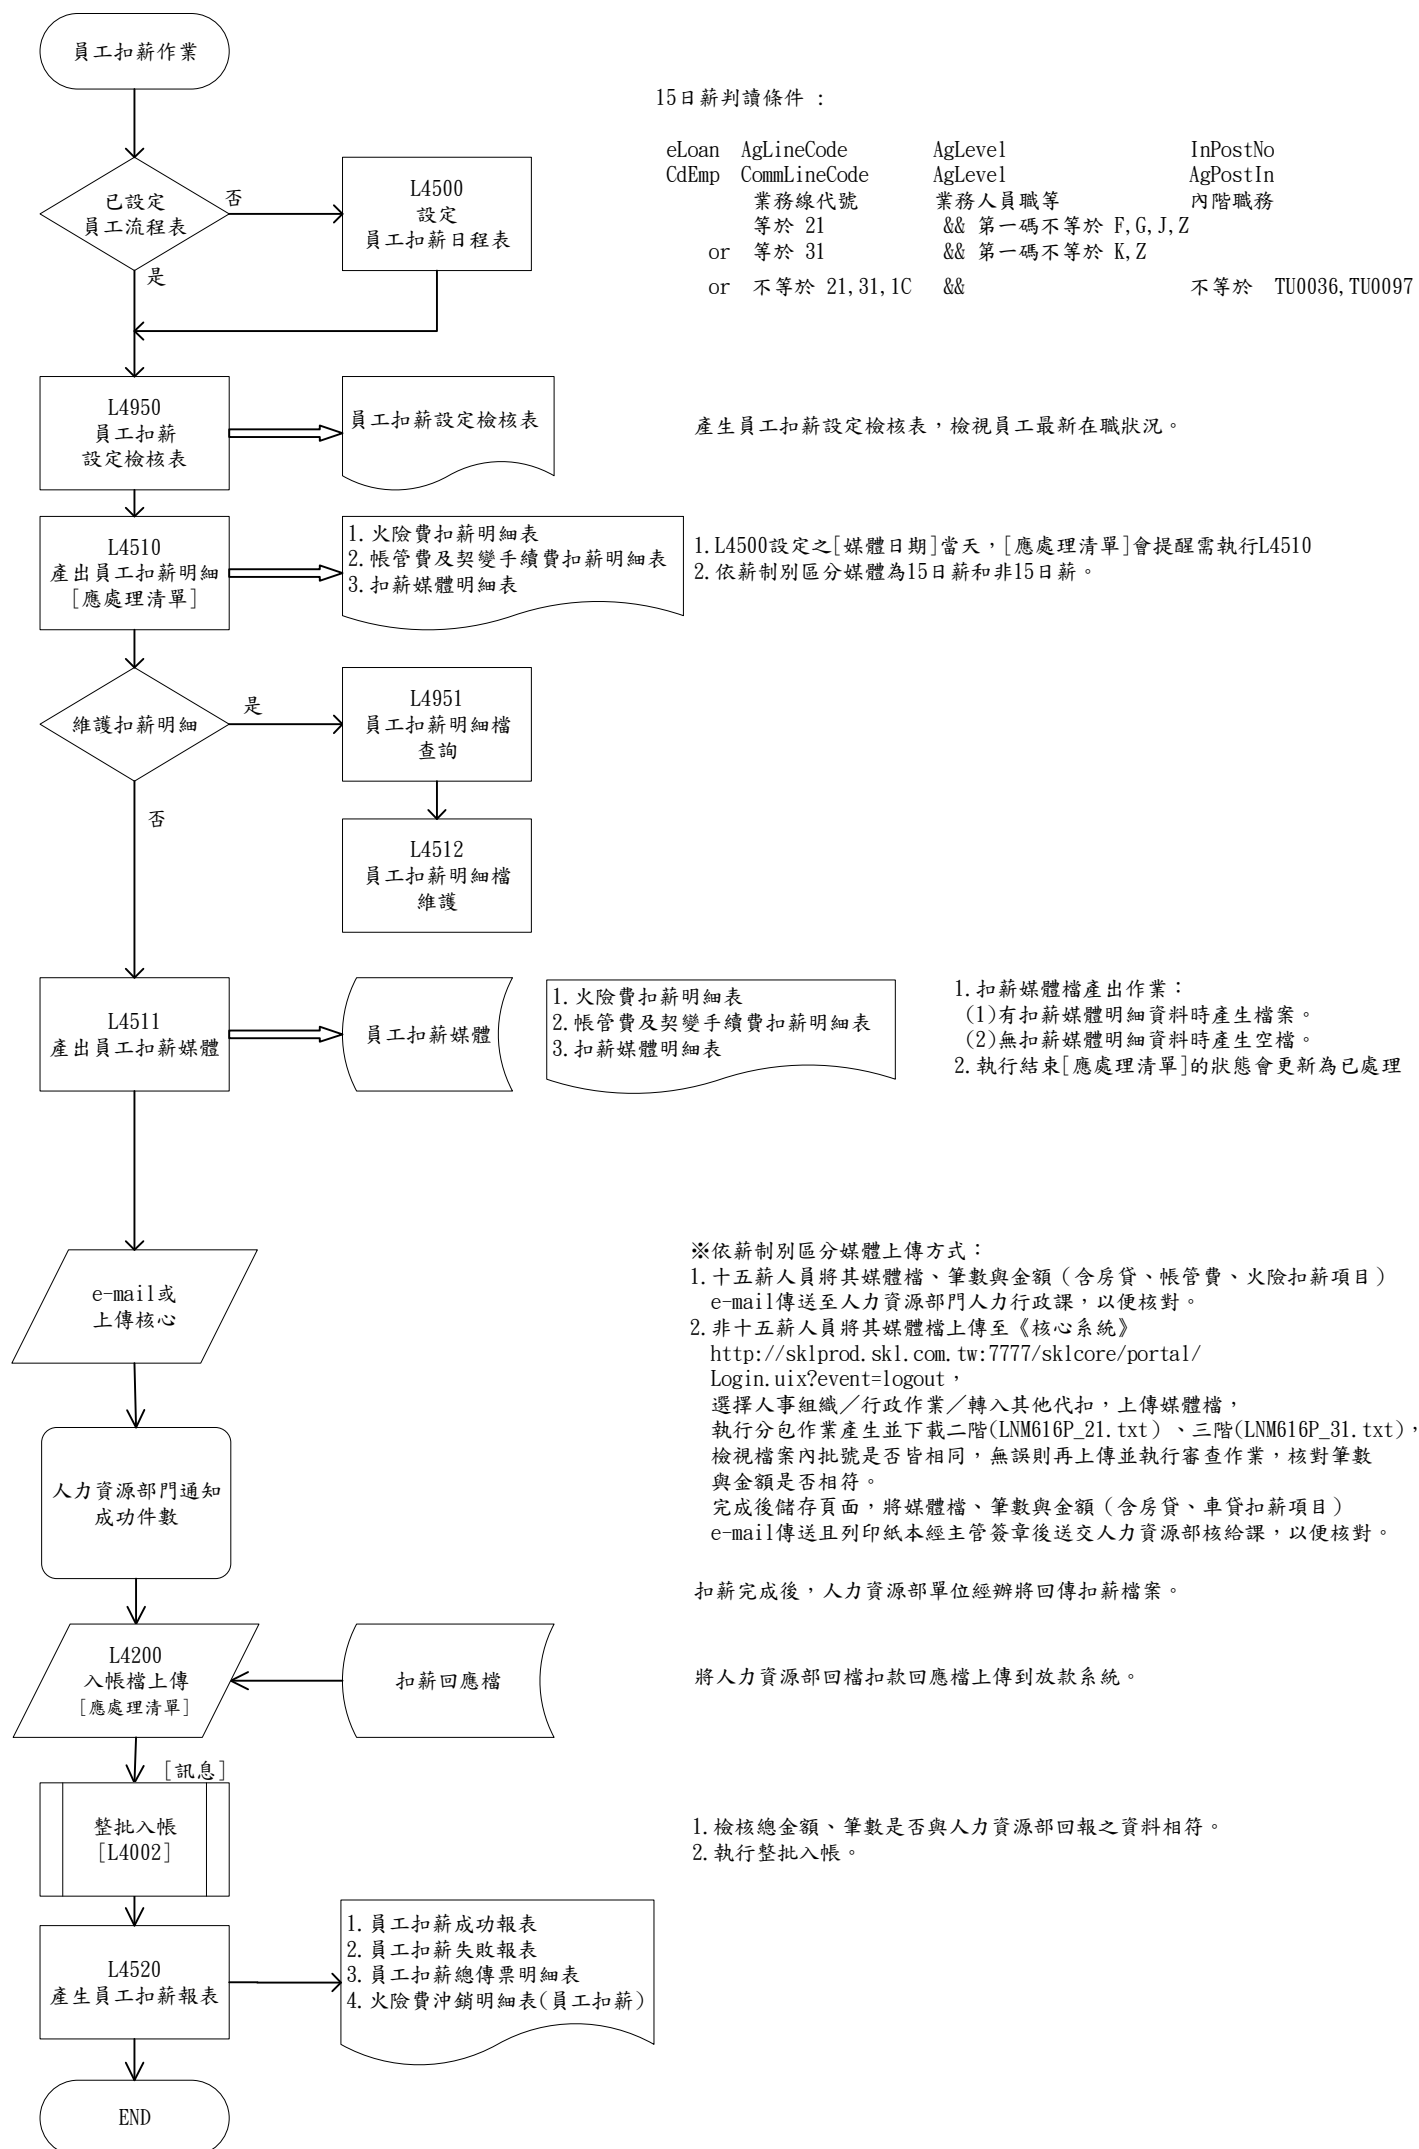 員工扣薪作業
15日薪判讀條件 :
eLoan AgLineCode AgLevel InPostNo
CdEmp CommLineCode AgLevel AgPostIn
業務線代號 業務人員職等 內階職務
等於 21 && 第一碼不等於 F,G,J,Z
or 等於 31 && 第一碼不等於 K,Z
or 不等於 21,31,1C && 不等於 TU0036,TU0097
已設定
員工流程表
否
是
L4500
設定
員工扣薪日程表
L4950
員工扣薪
設定檢核表
員工扣薪設定檢核表
產生員工扣薪設定檢核表，檢視員工最新在職狀況。
L4510
產出員工扣薪明細
[應處理清單]
1.火險費扣薪明細表
2.帳管費及契變手續費扣薪明細表
3.扣薪媒體明細表
1.L4500設定之[媒體日期]當天，[應處理清單]會提醒需執行L4510
2.依薪制別區分媒體為15日薪和非15日薪。
維護扣薪明細
是
否
L4951
員工扣薪明細檔
查詢
L4512
員工扣薪明細檔
維護
L4511
產出員工扣薪媒體
員工扣薪媒體
1.火險費扣薪明細表
2.帳管費及契變手續費扣薪明細表
3.扣薪媒體明細表
1.扣薪媒體檔產出作業：
(1)有扣薪媒體明細資料時產生檔案。
(2)無扣薪媒體明細資料時產生空檔。
2.執行結束[應處理清單]的狀態會更新為已處理
e-mail或
上傳核心
※依薪制別區分媒體上傳方式：
1.十五薪人員將其媒體檔、筆數與金額（含房貸、帳管費、火險扣薪項目）
e-mail傳送至人力資源部門人力行政課，以便核對。
2.非十五薪人員將其媒體檔上傳至《核心系統》
http://sklprod.skl.com.tw:7777/sklcore/portal/
Login.uix?event=logout，
選擇人事組織／行政作業／轉入其他代扣，上傳媒體檔，
執行分包作業產生並下載二階(LNM616P_21.txt）、三階(LNM616P_31.txt)，
檢視檔案內批號是否皆相同，無誤則再上傳並執行審查作業，核對筆數
與金額是否相符。
完成後儲存頁面，將媒體檔、筆數與金額（含房貸、車貸扣薪項目）
e-mail傳送且列印紙本經主管簽章後送交人力資源部核給課，以便核對。
人力資源部門通知
成功件數
扣薪完成後，人力資源部單位經辦將回傳扣薪檔案。
L4200
入帳檔上傳
[應處理清單]
扣薪回應檔
將人力資源部回檔扣款回應檔上傳到放款系統。
[訊息]
整批入帳
[L4002]
1.檢核總金額、筆數是否與人力資源部回報之資料相符。
2.執行整批入帳。
L4520
產生員工扣薪報表
1.員工扣薪成功報表
2.員工扣薪失敗報表
3.員工扣薪總傳票明細表
4.火險費沖銷明細表(員工扣薪)
END